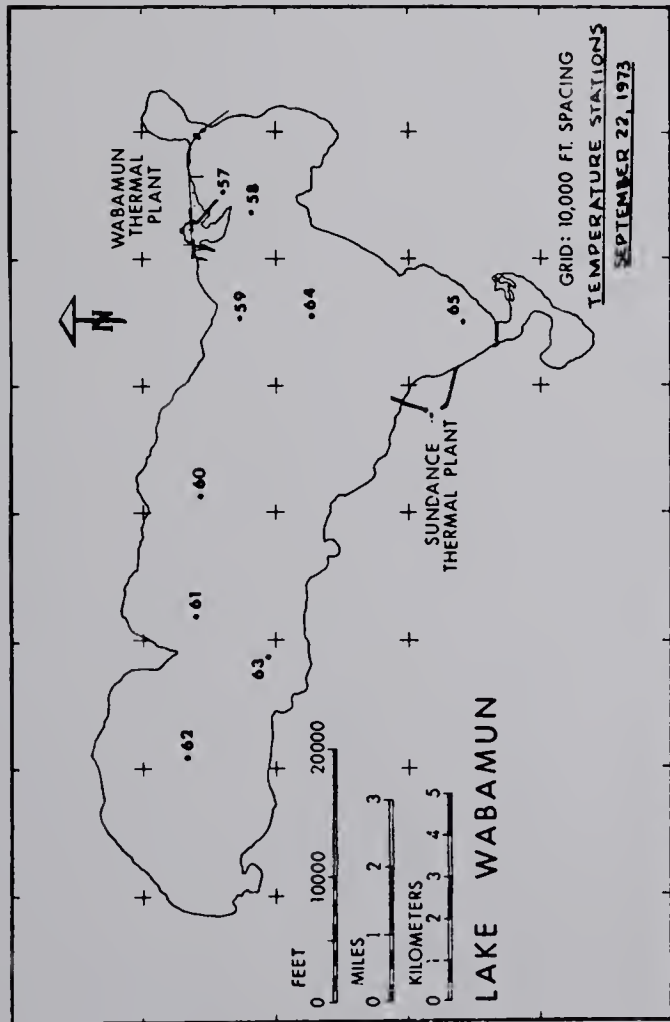 WABAMUN
THERMAL
PLANT
N
57
58
59
60
61
62
63
64
65
SUNDANCE
THERMAL PLANT
FEET
0 10000 20000
MILES
0 1 2 3
KILOMETERS
0 1 2 3 4 5
LAKE WABAMUN
GRID: 10,000 FT. SPACING
TEMPERATURE STATIONS
SEPTEMBER 22, 1973